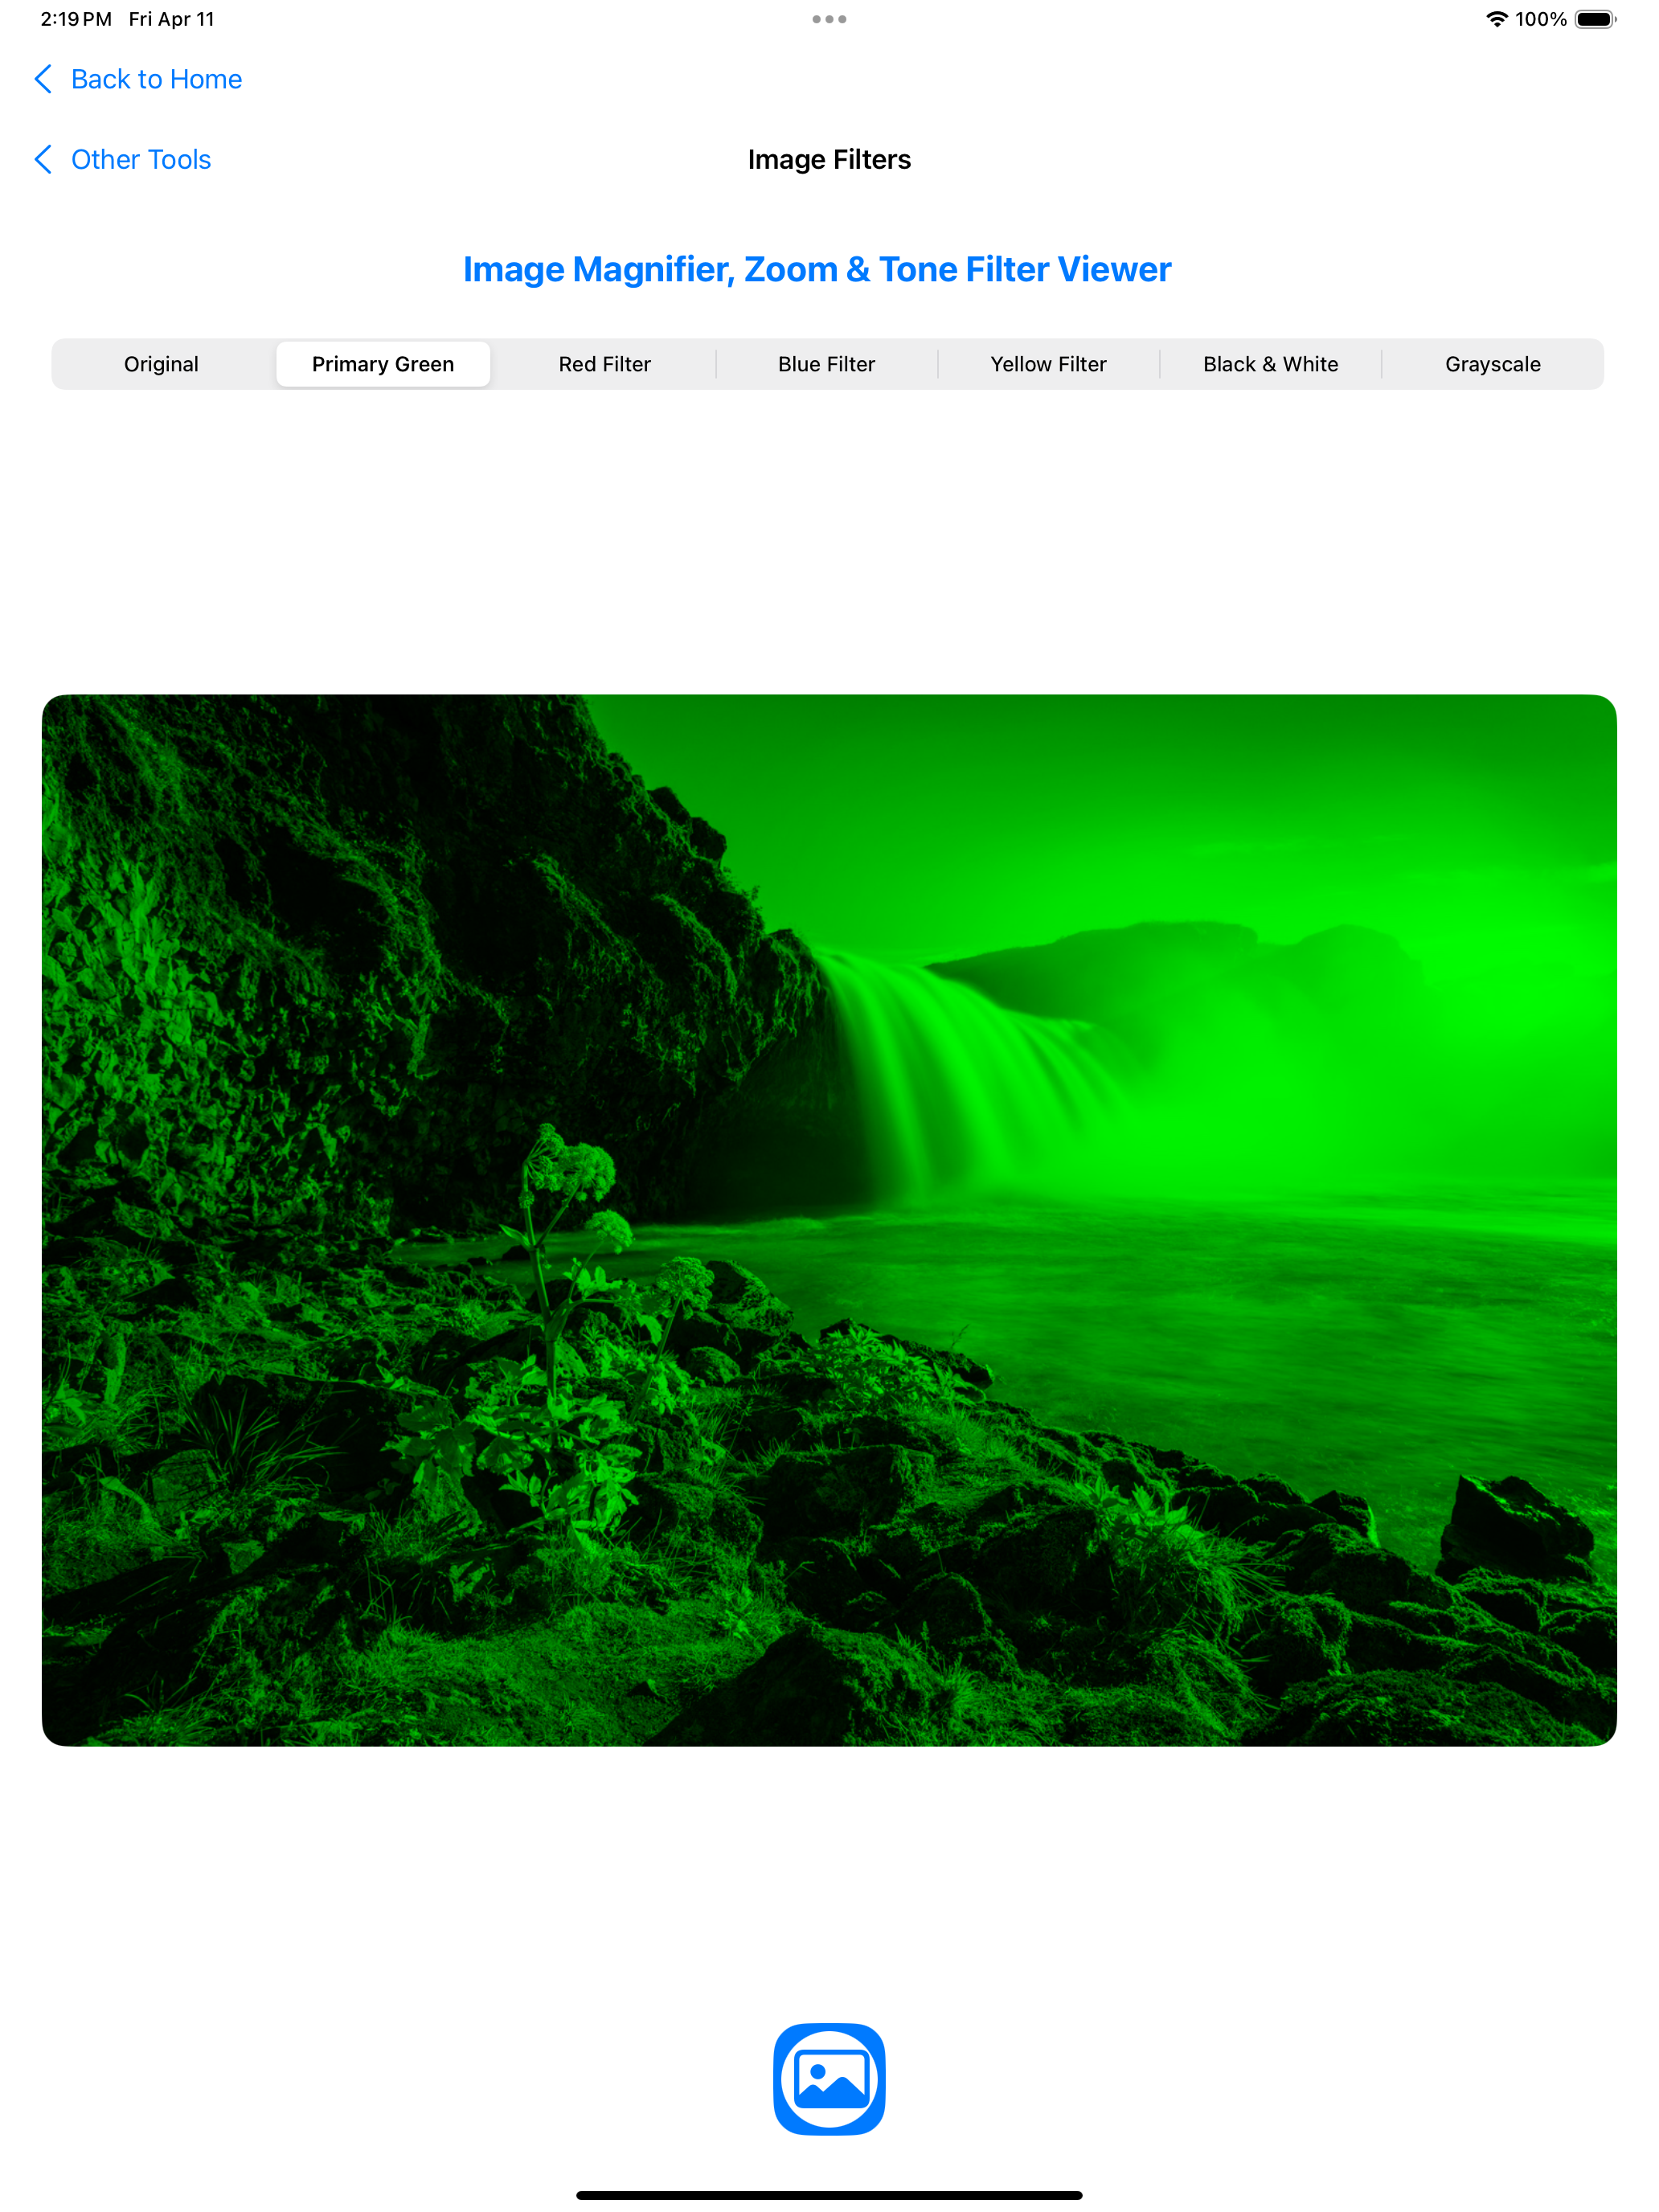 2:19 PM Fri Apr 11
100%
Back to Home
Other Tools
Image Filters
Image Magnifier, Zoom & Tone Filter Viewer
Original
Primary Green
Red Filter
Blue Filter
Yellow Filter
Black & White
Grayscale